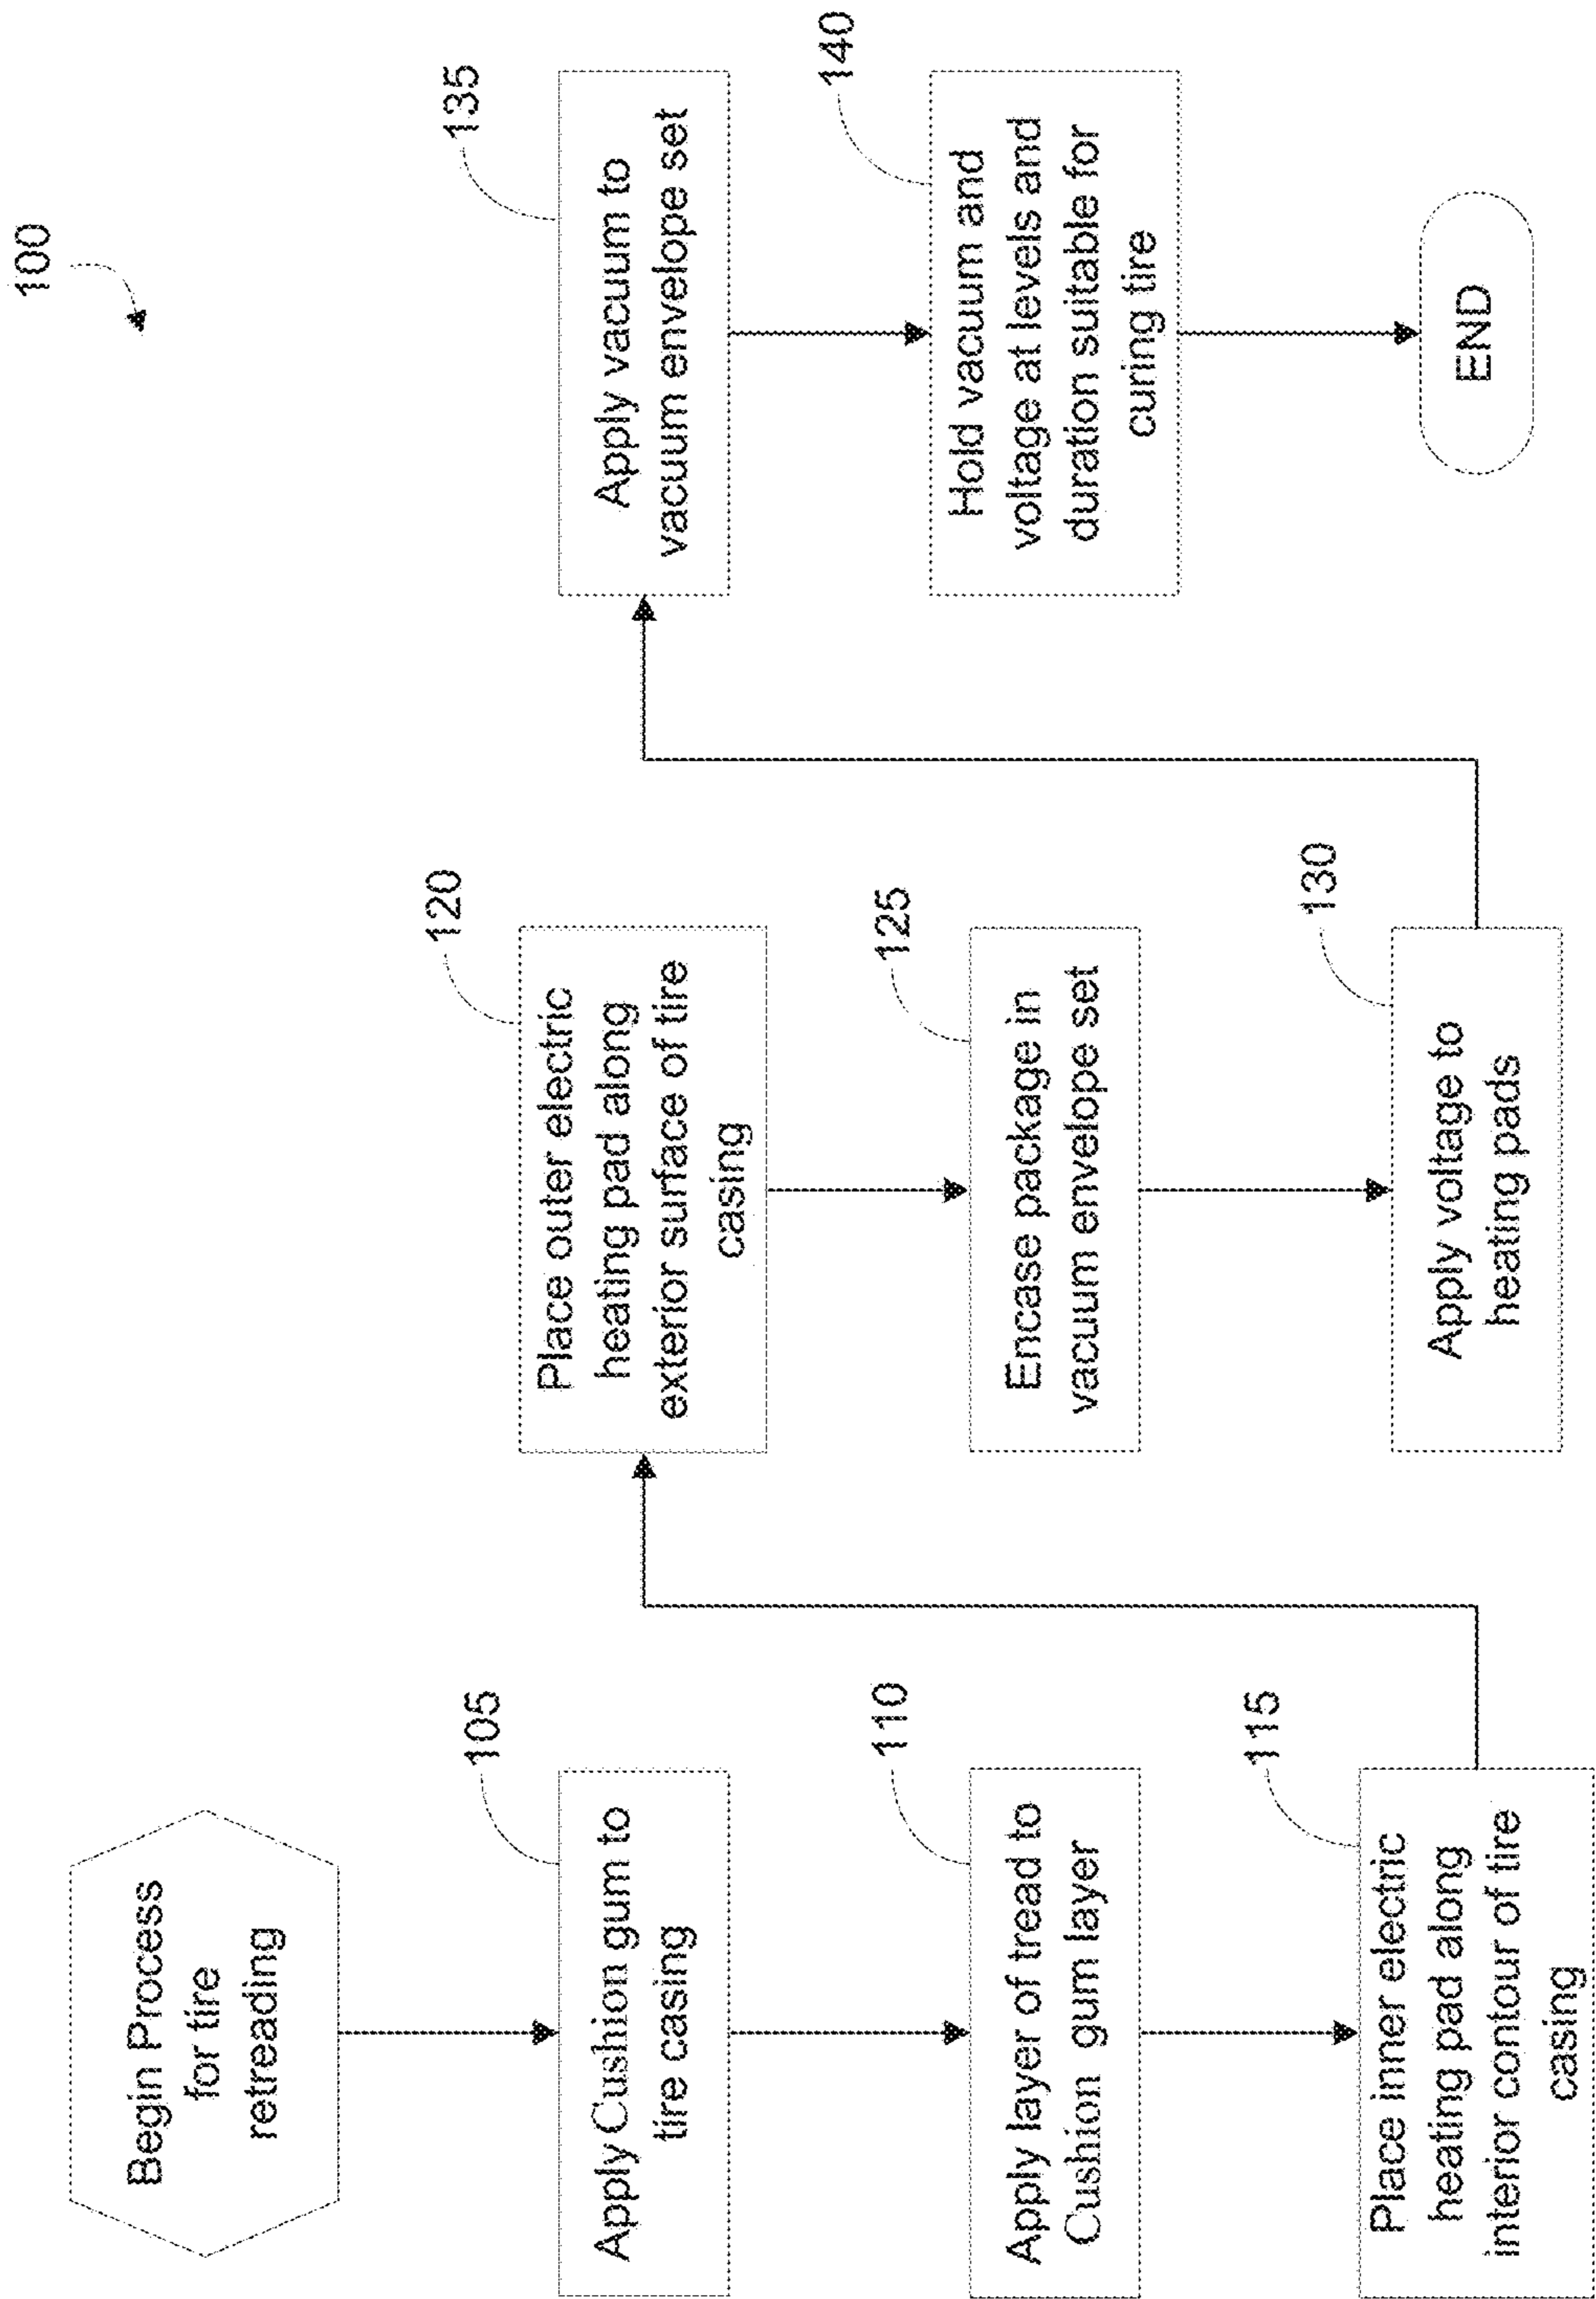 100
Begin Process
for tire
retreading
105
Apply Cushion gum to
tire casing
110
Apply layer of tread to
Cushion gum layer
115
Place inner electric
heating pad along
interior contour of tire
casing
120
Place outer electric
heating pad along
exterior surface of tire
casing
125
Encase package in
vacuum envelope set
130
Apply voltage to
heating pads
135
Apply vacuum to
vacuum envelope set
140
Hold vacuum and
voltage at levels and
duration suitable for
curing tire
END